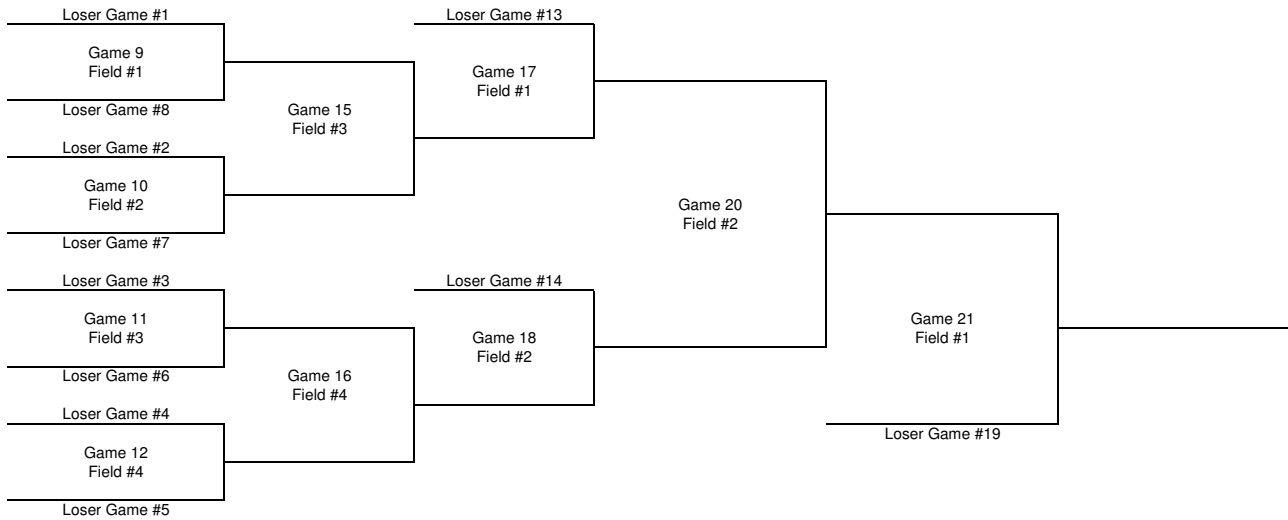 Loser Game #1
Game 9
Field #1
Loser Game #8
Loser Game #2
Game 10
Field #2
Loser Game #7
Loser Game #3
Game 11
Field #3
Loser Game #6
Loser Game #4
Game 12
Field #4
Loser Game #5
Game 15
Field #3
Game 16
Field #4
Loser Game #13
Game 17
Field #1
Loser Game #14
Game 18
Field #2
Game 20
Field #2
Game 21
Field #1
Loser Game #19